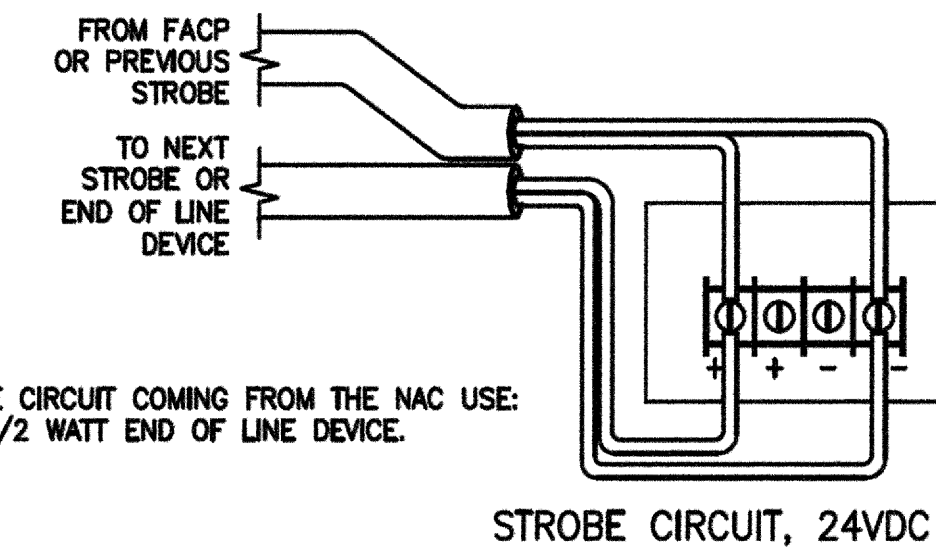 FROM FACP
OR PREVIOUS
STROBE
TO NEXT
STROBE OR
END OF LINE
DEVICE
+ + - -
CIRCUIT COMING FROM THE NAC USE:
/2 WATT END OF LINE DEVICE.
STROBE CIRCUIT, 24VDC